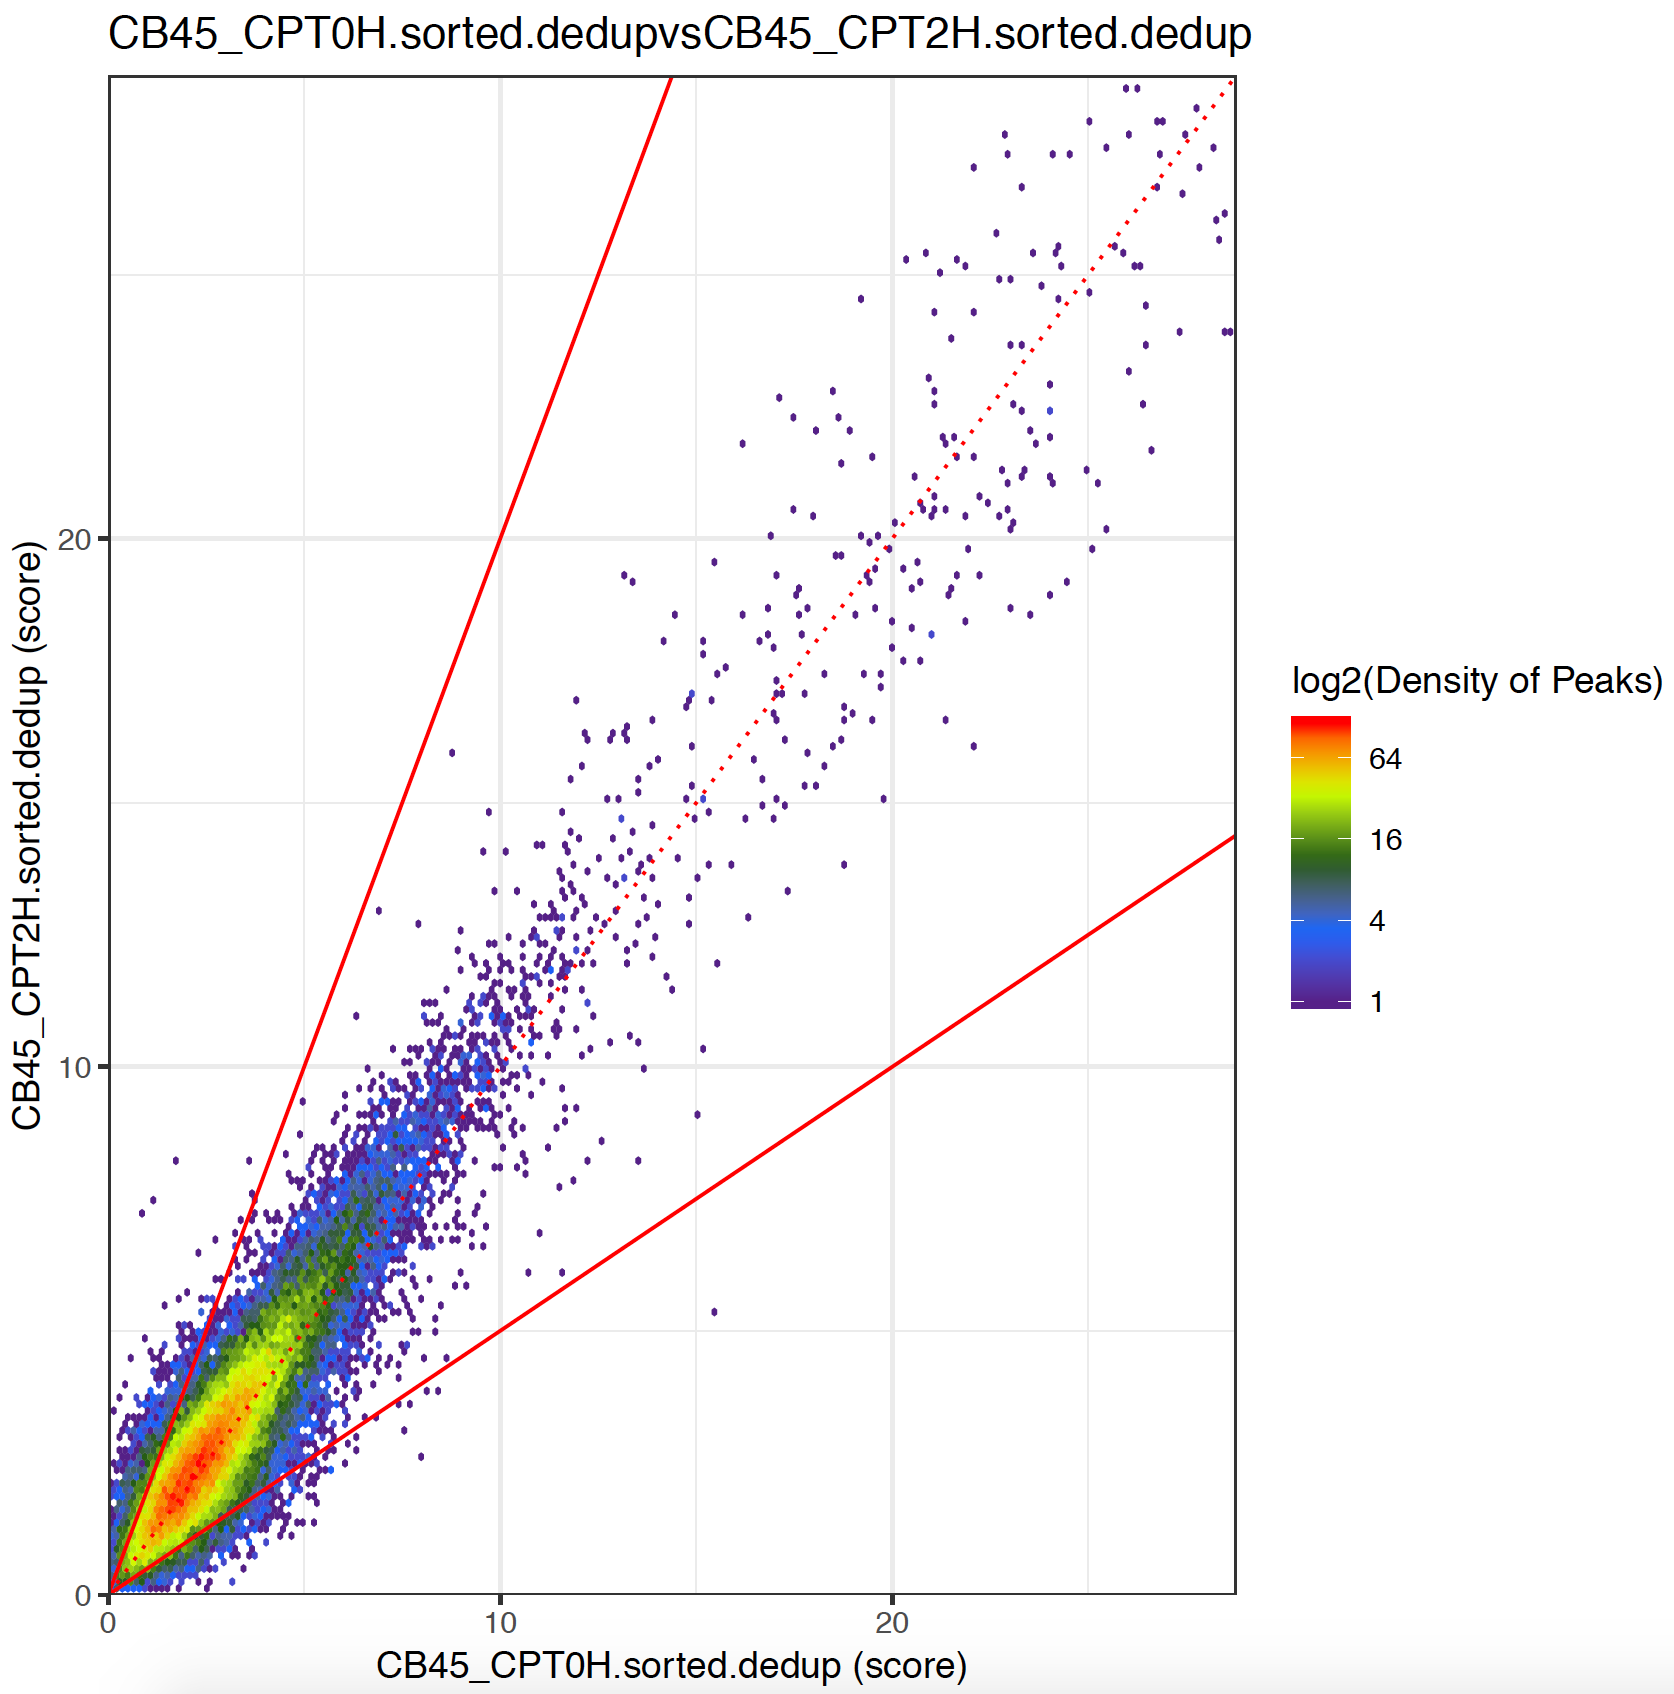 CB45_CPT0H.sorted.dedupvsCB45_CPT2H.sorted.dedup
CB45_CPT2H.sorted.dedup (score)
20
10
0
0 10 20
CB45_CPT0H.sorted.dedup (score)
log2(Density of Peaks)
64
16
4
1